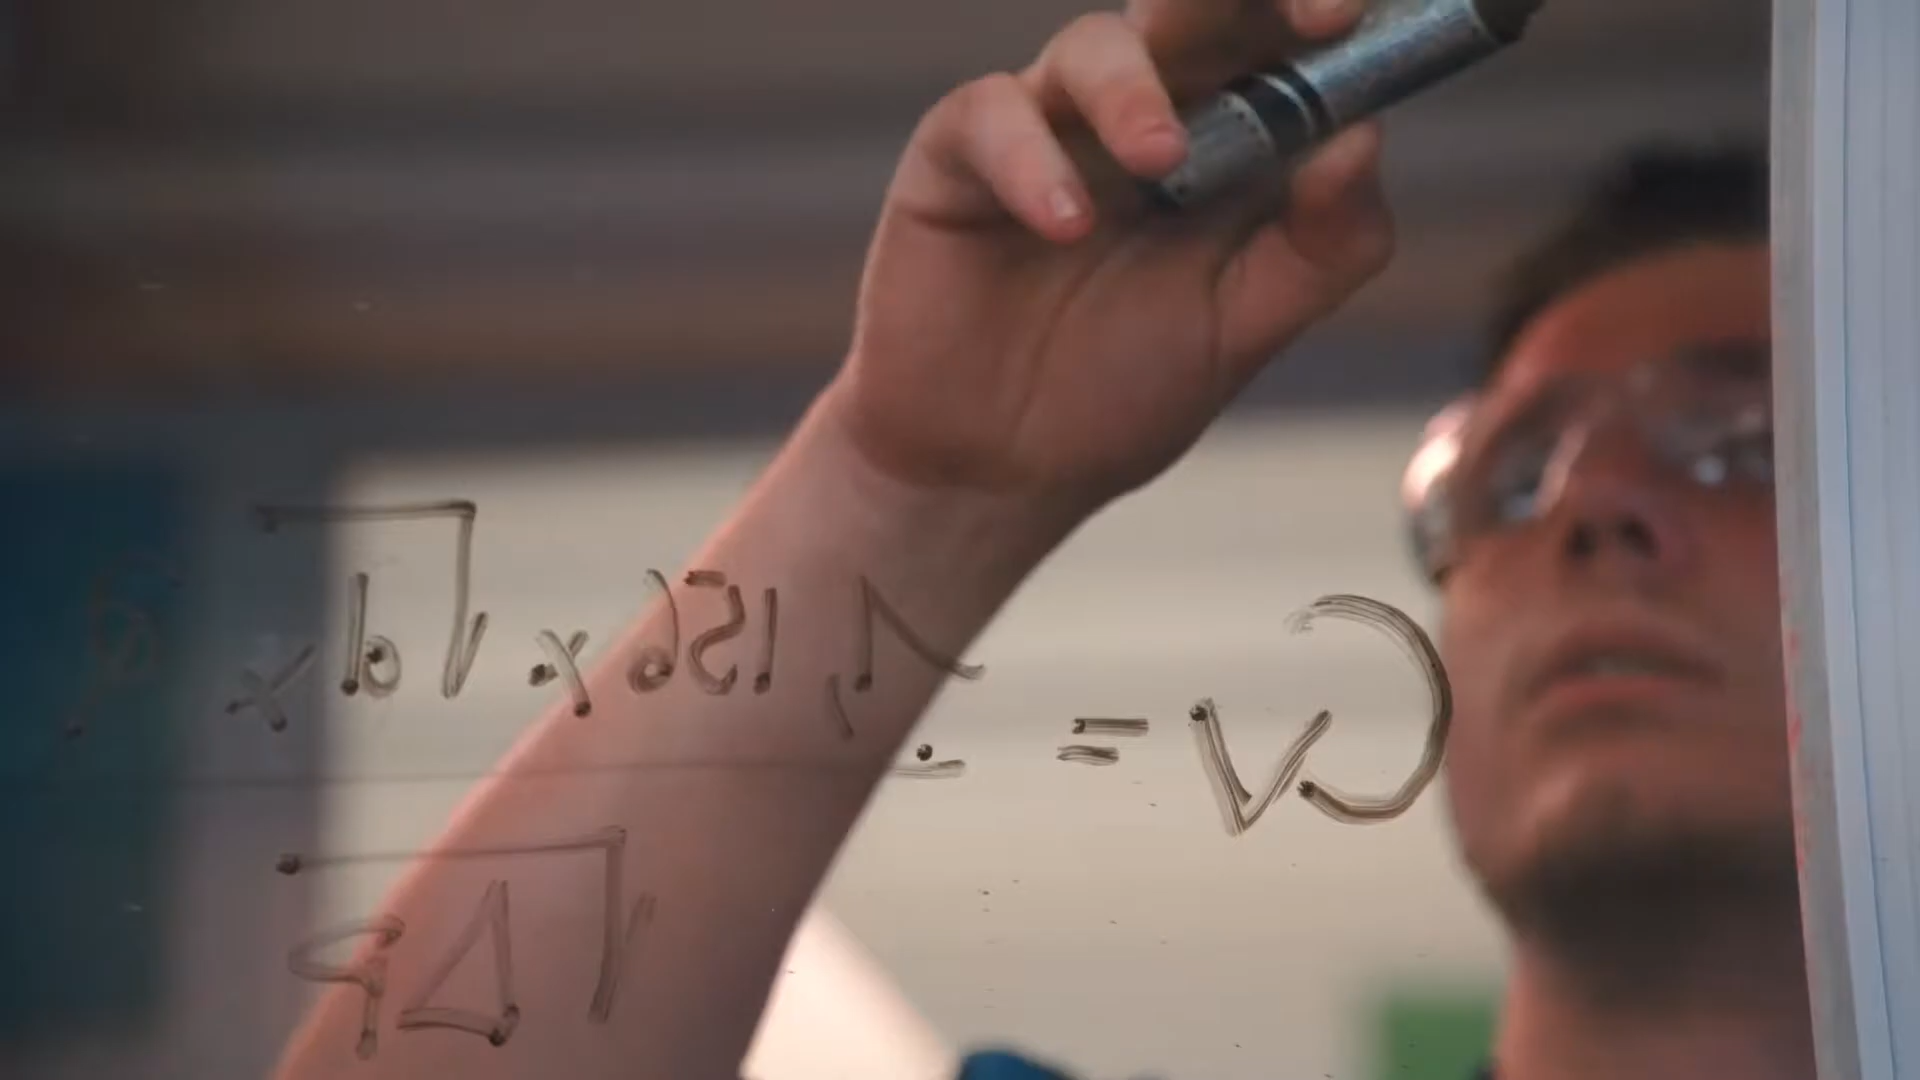 Cv = 1,156 x √d x
√ΔP